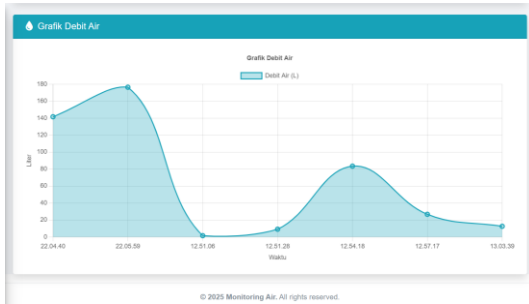 Grafik Debit Air
Grafik Debit Air
Debit Air (L)
180
160
140
120
100
80
60
40
20
0
Liter
22.04.40 22.05.59 12.51.06 12.51.26 12.54.16 12.57.17 13.03.39
Waktu
© 2025 Monitoring Air. All rights reserved.